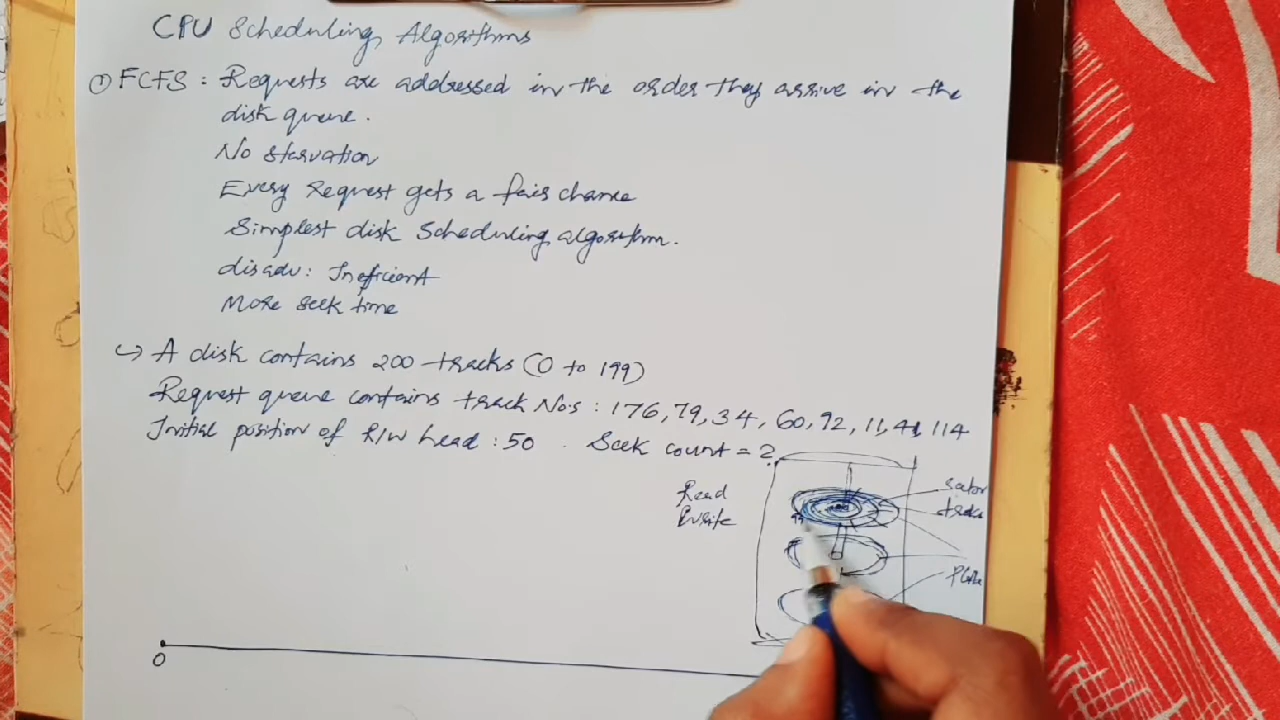 CPU Scheduling Algorithms
① FCFS : Requests are addressed in the order they arrive in the
disk queue.
No starvation
Every request gets a fair chance
Simplest disk scheduling algorithm.
disadv: Inefficient
More seek time
↪ A disk contains 200 tracks (0 to 199)
Request queue contains track Nos : 176, 79, 34, 60, 92, 11, 41, 114
Initial position of R/W head : 50 . Seek count = ?
Read
Write
sector
tracks
0